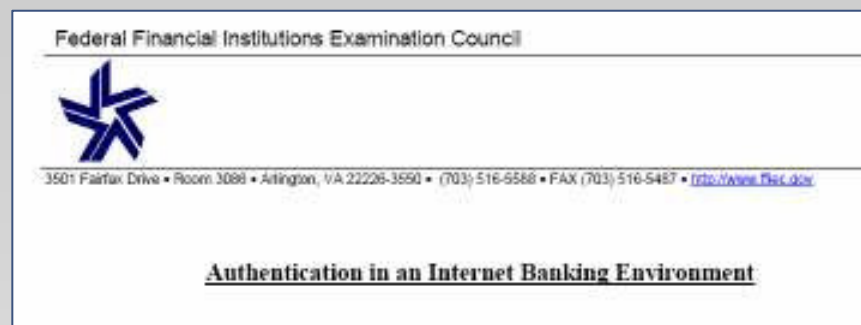 Federal Financial Institutions Examination Council
3501 Fairfax Drive • Room 3086 • Arlington, VA 22226-3550 • (703) 516-5588 • FAX (703) 516-5487 • http://www.ffiec.gov
Authentication in an Internet Banking Environment